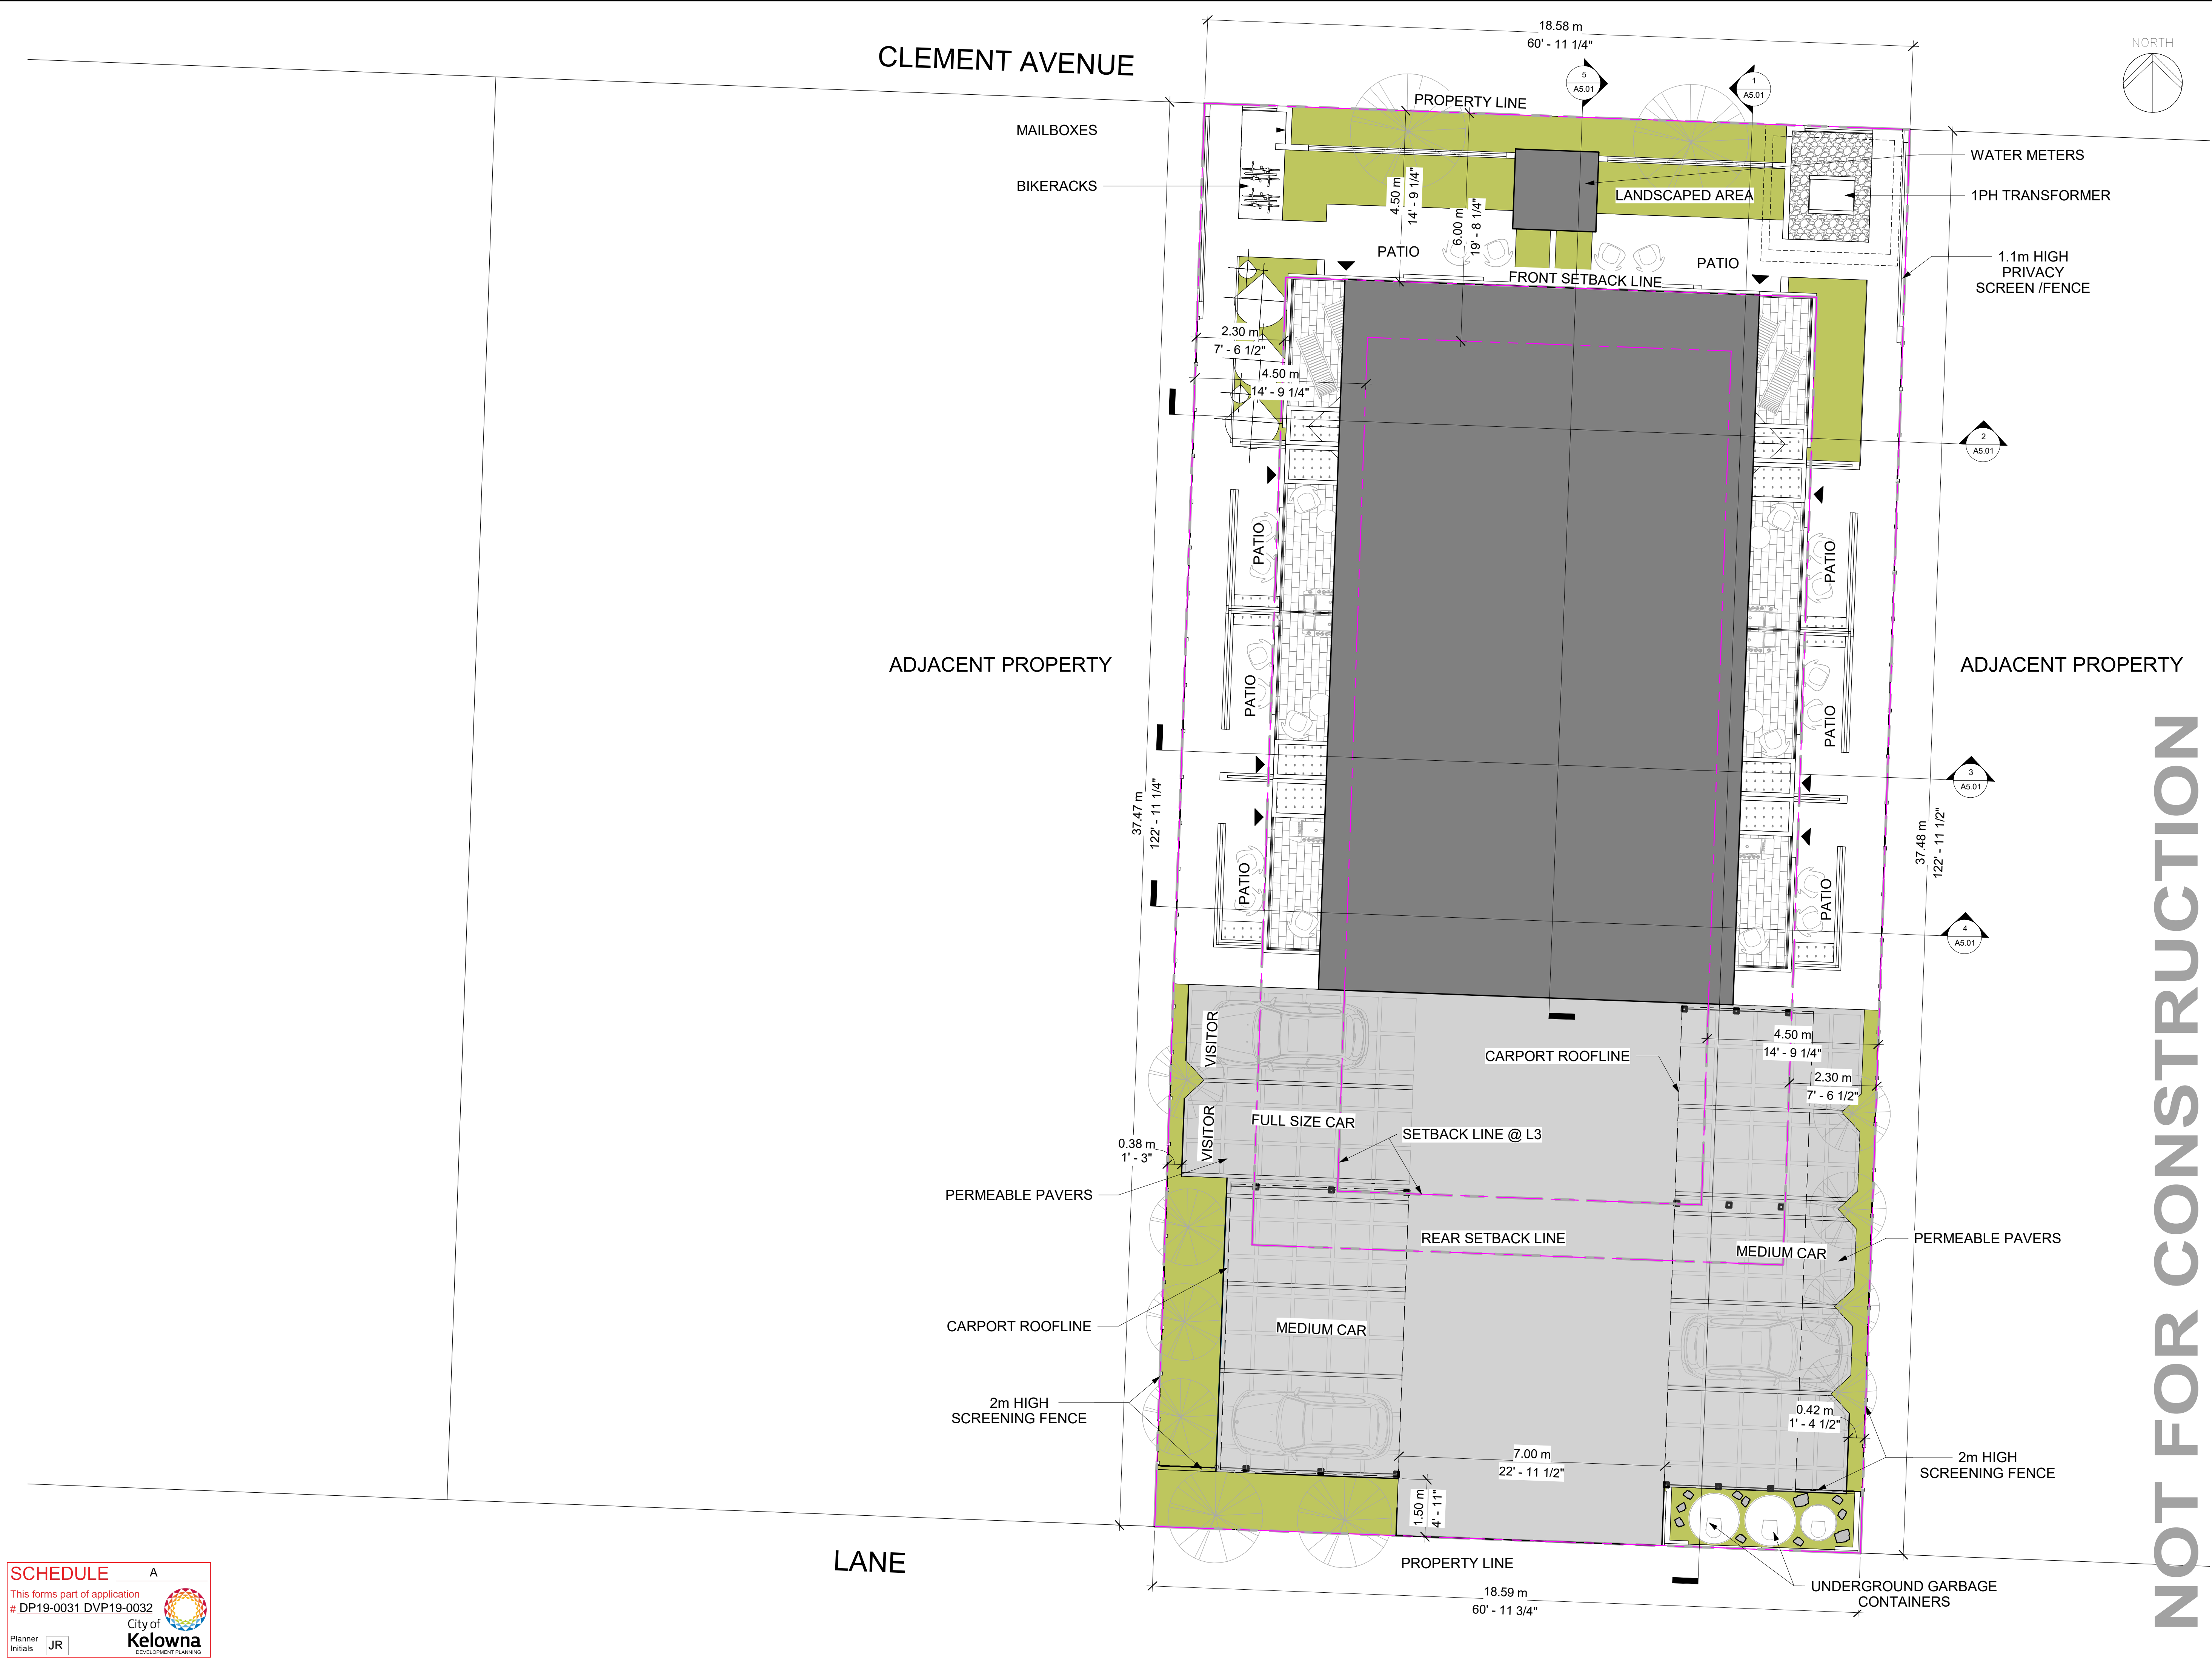 18.58 m
60' - 11 1/4"
CLEMENT AVENUE
NORTH
5
A5.01
1
A5.01
PROPERTY LINE
MAILBOXES
WATER METERS
BIKERACKS
LANDSCAPED AREA
1PH TRANSFORMER
4.50 m
14' - 9 1/4"
6.00 m
19' - 8 1/4"
PATIO
PATIO
1.1m HIGH
PRIVACY
SCREEN /FENCE
FRONT SETBACK LINE
2.30 m
7' - 6 1/2"
4.50 m
14' - 9 1/4"
2
A5.01
PATIO
PATIO
ADJACENT PROPERTY
ADJACENT PROPERTY
PATIO
PATIO
3
A5.01
37.47 m
122' - 11 1/4"
37.48 m
122' - 11 1/2"
PATIO
PATIO
4
A5.01
NOT FOR CONSTRUCTION
VISITOR
4.50 m
14' - 9 1/4"
CARPORT ROOFLINE
2.30 m
7' - 6 1/2"
VISITOR
FULL SIZE CAR
SETBACK LINE @ L3
0.38 m
1' - 3"
PERMEABLE PAVERS
REAR SETBACK LINE
MEDIUM CAR
PERMEABLE PAVERS
CARPORT ROOFLINE
MEDIUM CAR
2m HIGH
SCREENING FENCE
0.42 m
1' - 4 1/2"
7.00 m
22' - 11 1/2"
2m HIGH
SCREENING FENCE
1.50 m
4' - 11"
LANE
PROPERTY LINE
18.59 m
60' - 11 3/4"
UNDERGROUND GARBAGE
CONTAINERS
SCHEDULE A
This forms part of application
# DP19-0031 DVP19-0032
City of
Kelowna
DEVELOPMENT PLANNING
Planner
Initials JR